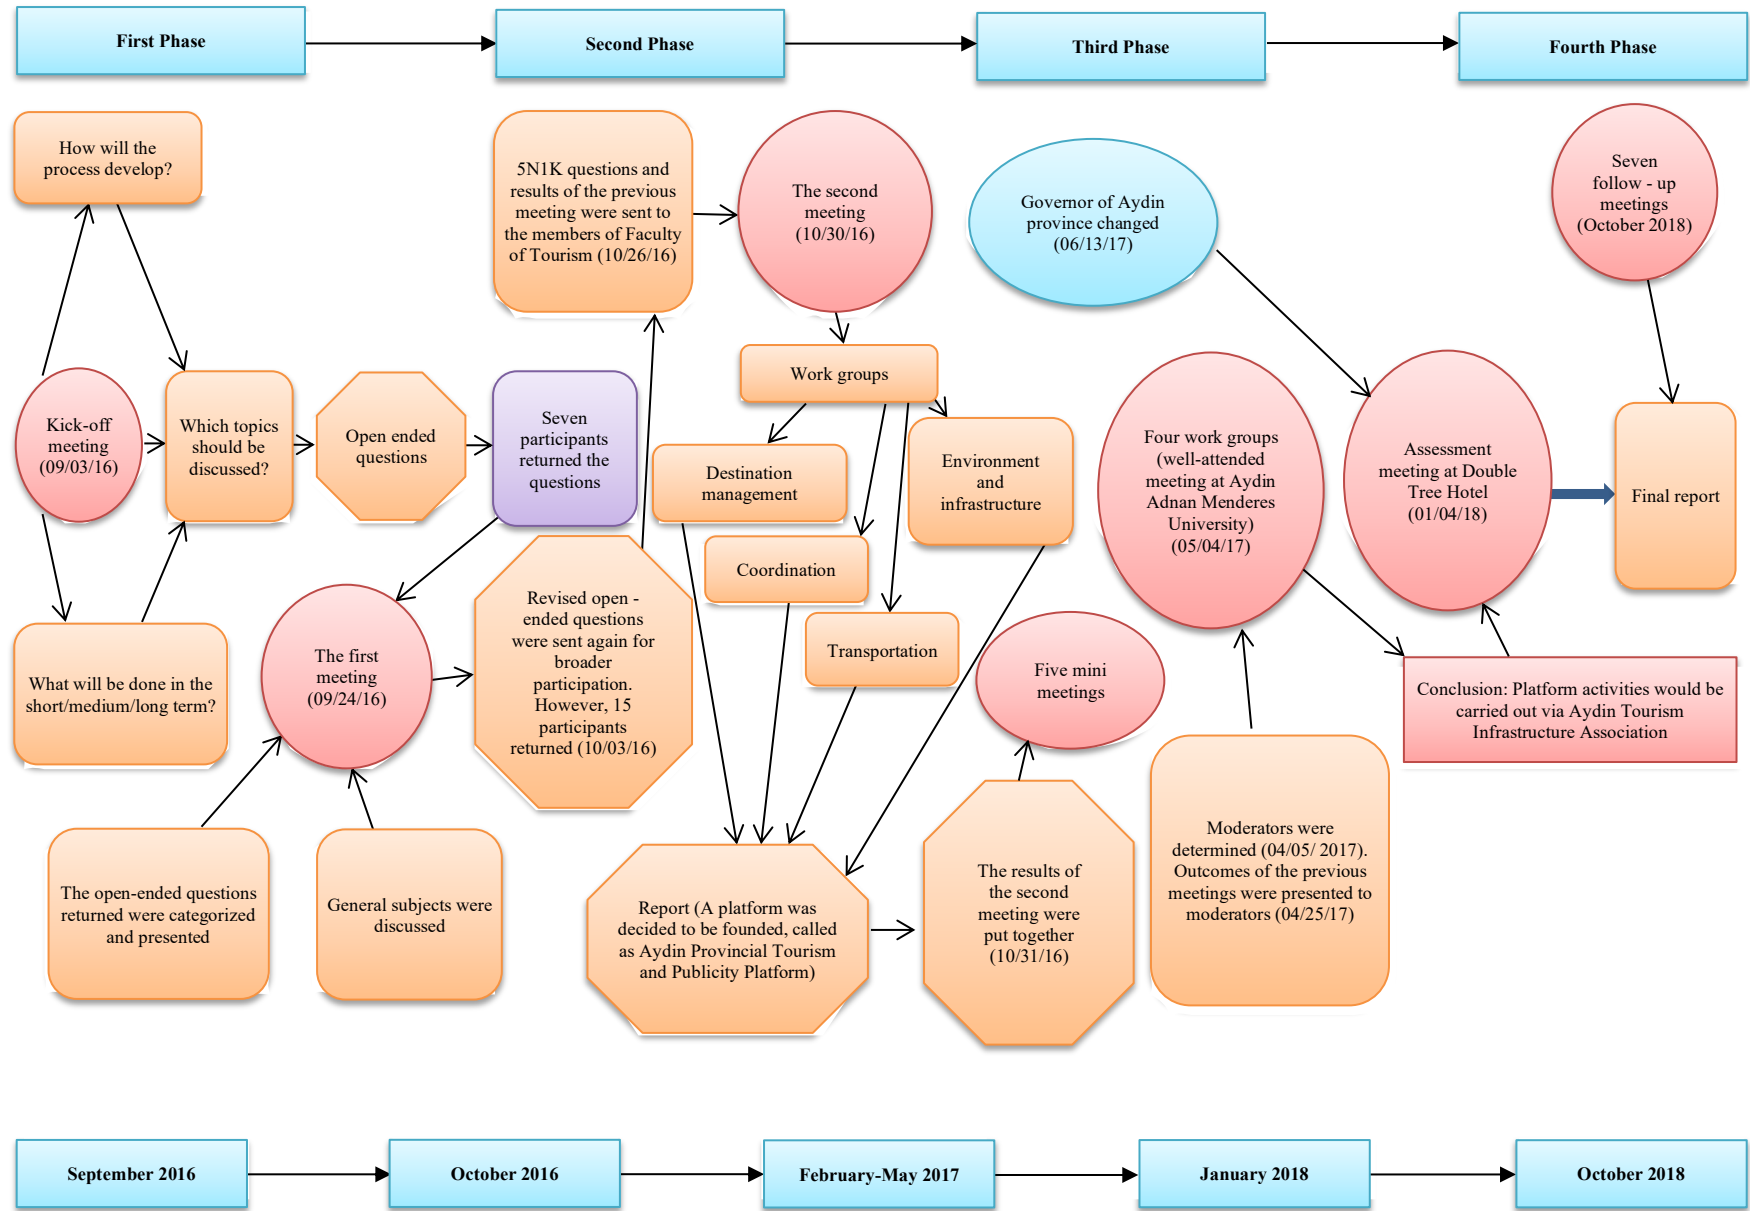 First Phase
Second Phase
Third Phase
Fourth Phase
How will the
process develop?
Kick-off
meeting
(09/03/16)
Which topics
should be
discussed?
Open ended
questions
Seven
participants
returned the
questions
What will be done in the
short/medium/long term?
The first
meeting
(09/24/16)
The open-ended questions
returned were categorized
and presented
General subjects were
discussed
Revised open -
ended questions
were sent again for
broader
participation.
However, 15
participants
returned (10/03/16)
5N1K questions and
results of the previous
meeting were sent to
the members of Faculty
of Tourism (10/26/16)
The second
meeting
(10/30/16)
Work groups
Destination
management
Coordination
Transportation
Environment
and
infrastructure
Report (A platform was
decided to be founded, called
as Aydin Provincial Tourism
and Publicity Platform)
The results of
the second
meeting were
put together
(10/31/16)
Five mini
meetings
Governor of Aydin
province changed
(06/13/17)
Four work groups
(well-attended
meeting at Aydin
Adnan Menderes
University)
(05/04/17)
Moderators were
determined (04/05/ 2017).
Outcomes of the previous
meetings were presented to
moderators (04/25/17)
Assessment
meeting at Double
Tree Hotel
(01/04/18)
Conclusion: Platform activities would be
carried out via Aydin Tourism
Infrastructure Association
Seven
follow - up
meetings
(October 2018)
Final report
September 2016
October 2016
February-May 2017
January 2018
October 2018